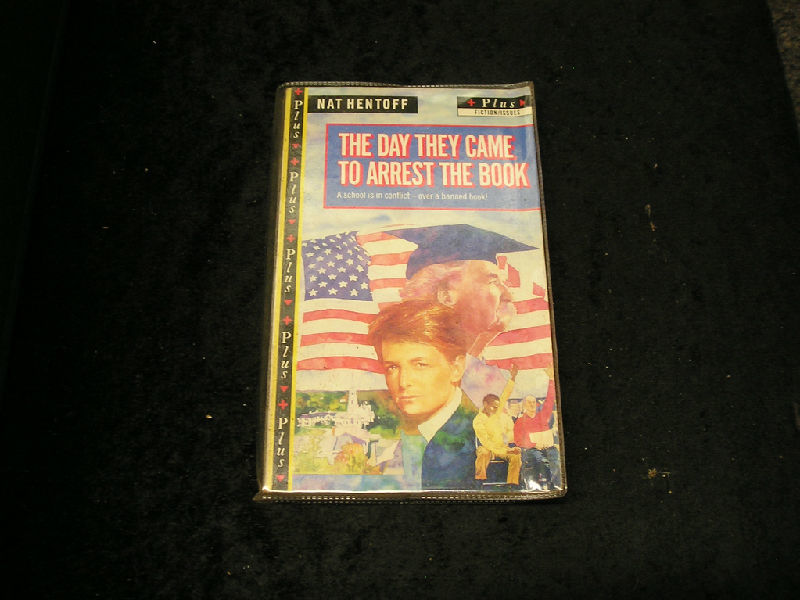 NAT HENTOFF
Plus
FICTION/ISSUES
THE DAY THEY CAME
TO ARREST THE BOOK
A school is in conflict – over a banned book!
Plus
Plus
Plus
Plus
Plus